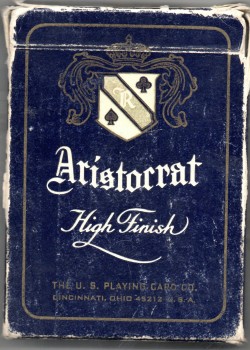 R
Aristocrat
High Finish
THE U. S. PLAYING CARD CO.
CINCINNATI, OHIO 45212 U. S. A.